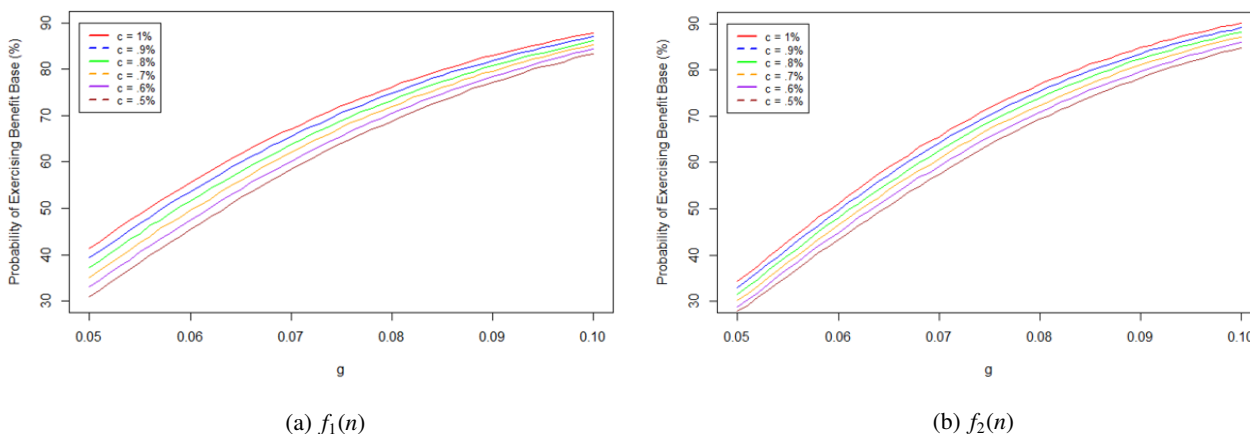 Probability of Exercising Benefit Base (%)
90
80
70
60
50
40
30
c = 1%
c = .9%
c = .8%
c = .7%
c = .6%
c = .5%
0.05 0.06 0.07 0.08 0.09 0.10
g
(a) f₁(n)
Probability of Exercising Benefit Base (%)
90
80
70
60
50
40
30
c = 1%
c = .9%
c = .8%
c = .7%
c = .6%
c = .5%
0.05 0.06 0.07 0.08 0.09 0.10
g
(b) f₂(n)